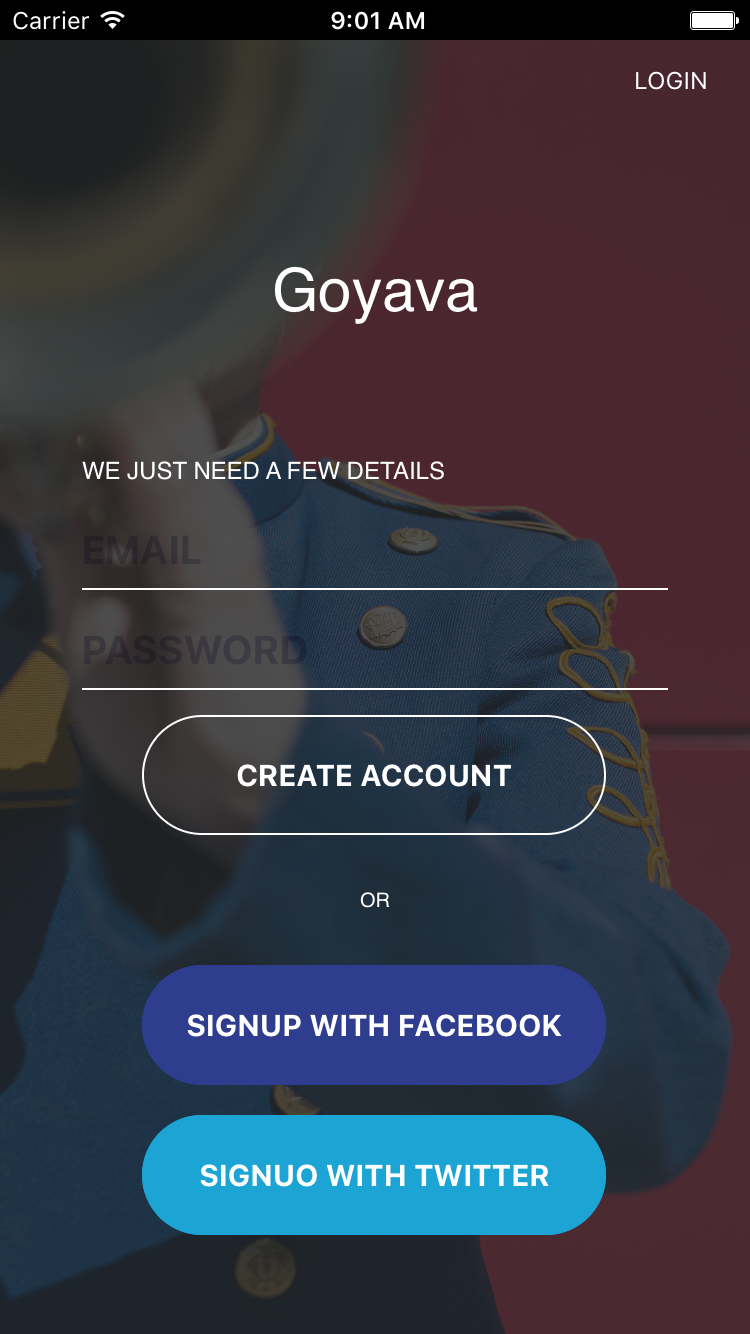 Carrier 9:01 AM
LOGIN
Goyava
WE JUST NEED A FEW DETAILS
EMAIL
PASSWORD
CREATE ACCOUNT
OR
SIGNUP WITH FACEBOOK
SIGNUO WITH TWITTER